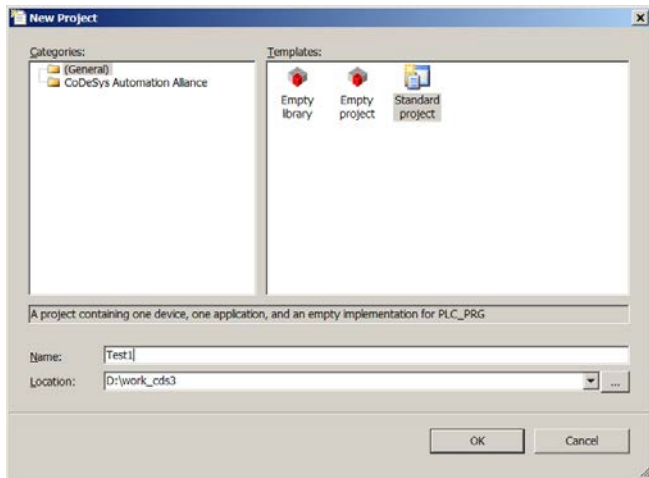 New Project
Categories:
(General)
CoDeSys Automation Alliance
Templates:
Empty library
Empty project
Standard project
A project containing one device, one application, and an empty implementation for PLC_PRG
Name:
Test1
Location:
D:\work_cds3
...
OK
Cancel